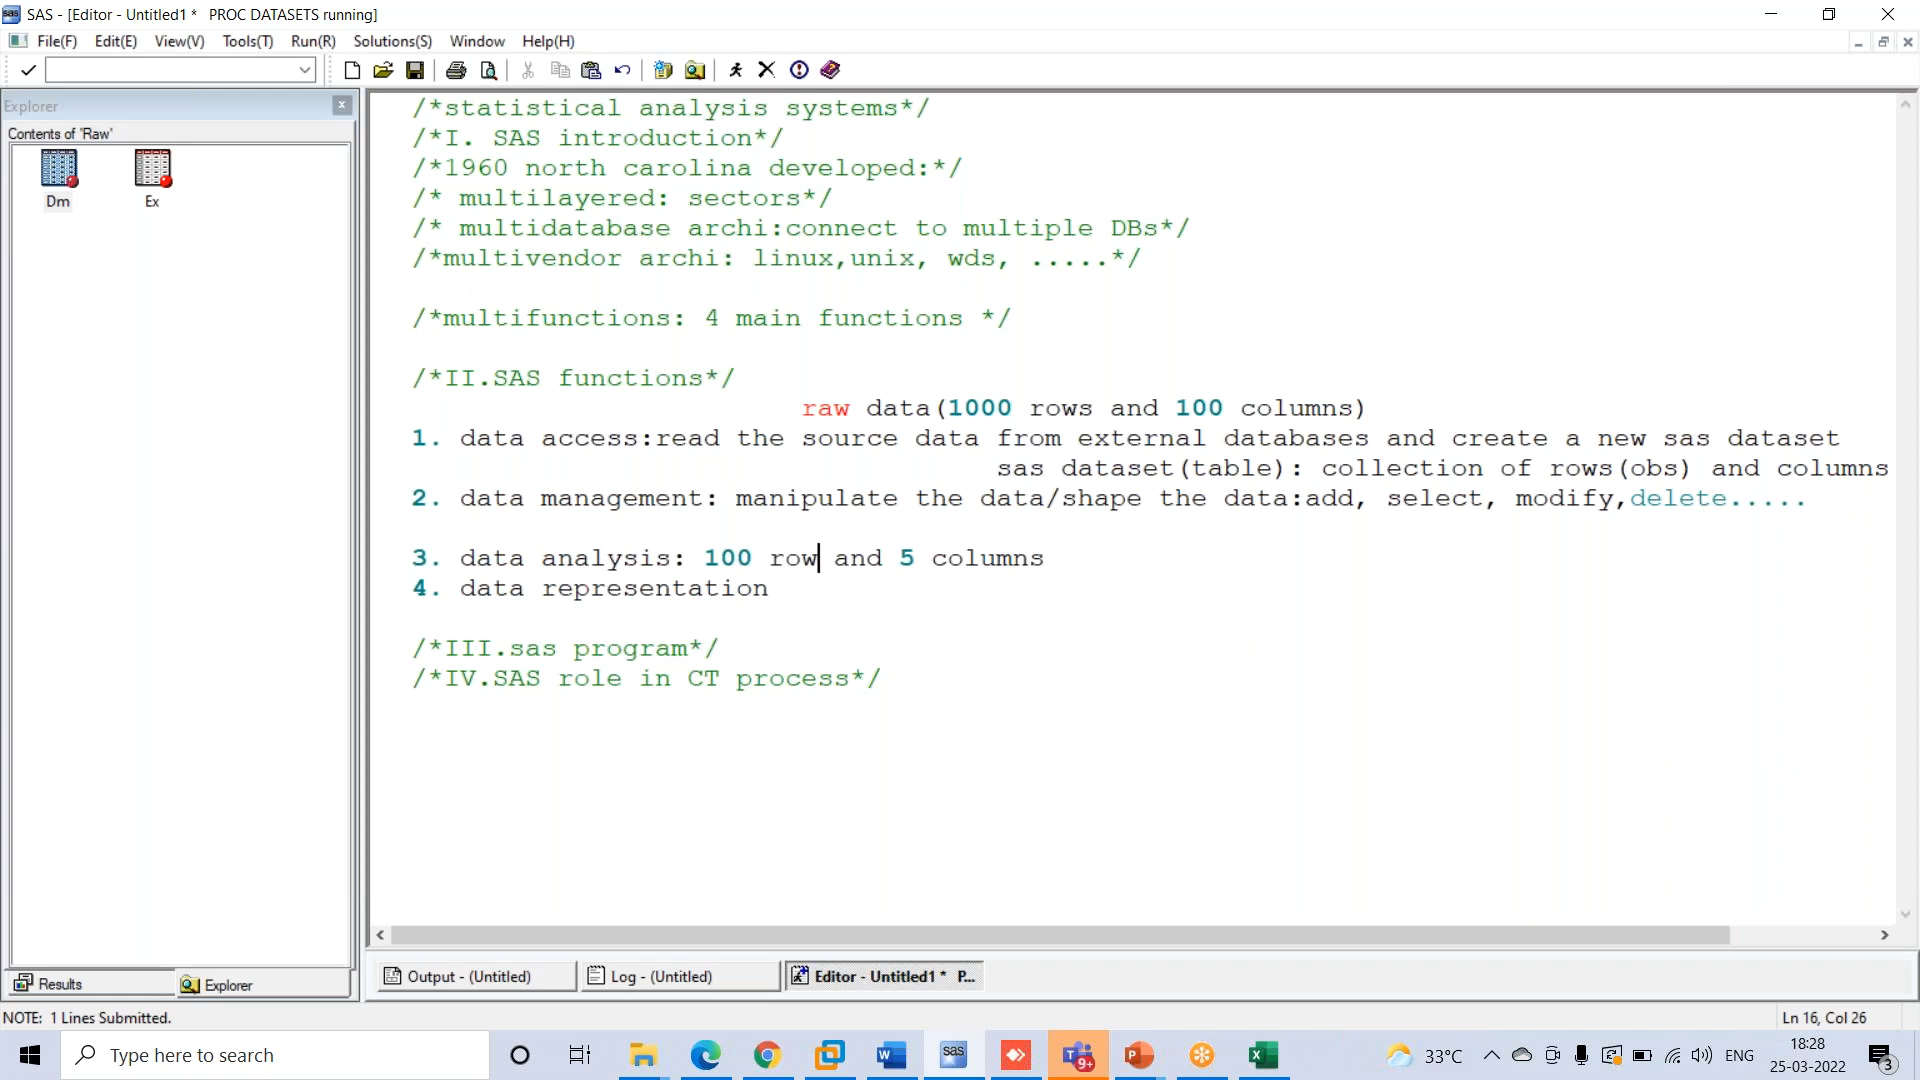 SAS - [Editor - Untitled1 *   PROC DATASETS running]
File(F)   Edit(E)   View(V)   Tools(T)   Run(R)   Solutions(S)   Window   Help(H)
Explorer
Contents of 'Raw'
Dm   Ex
/*statistical analysis systems*/
/*I. SAS introduction*/
/*1960 north carolina developed:*/
/* multilayered: sectors*/
/* multidatabase archi:connect to multiple DBs*/
/*multivendor archi: linux,unix, wds, .....*/
/*multifunctions: 4 main functions */
/*II.SAS functions*/
raw data(1000 rows and 100 columns)
1. data access:read the source data from external databases and create a new sas dataset
sas dataset(table): collection of rows(obs) and columns
2. data management: manipulate the data/shape the data:add, select, modify,delete.....
3. data analysis: 100 row and 5 columns
4. data representation
/*III.sas program*/
/*IV.SAS role in CT process*/
Results   Explorer
Output - (Untitled)   Log - (Untitled)   Editor - Untitled1 *   P...
NOTE:  1 Lines Submitted.
Ln 16, Col 26
Type here to search
sas
9+
33°C   ENG
18:28
25-03-2022
3